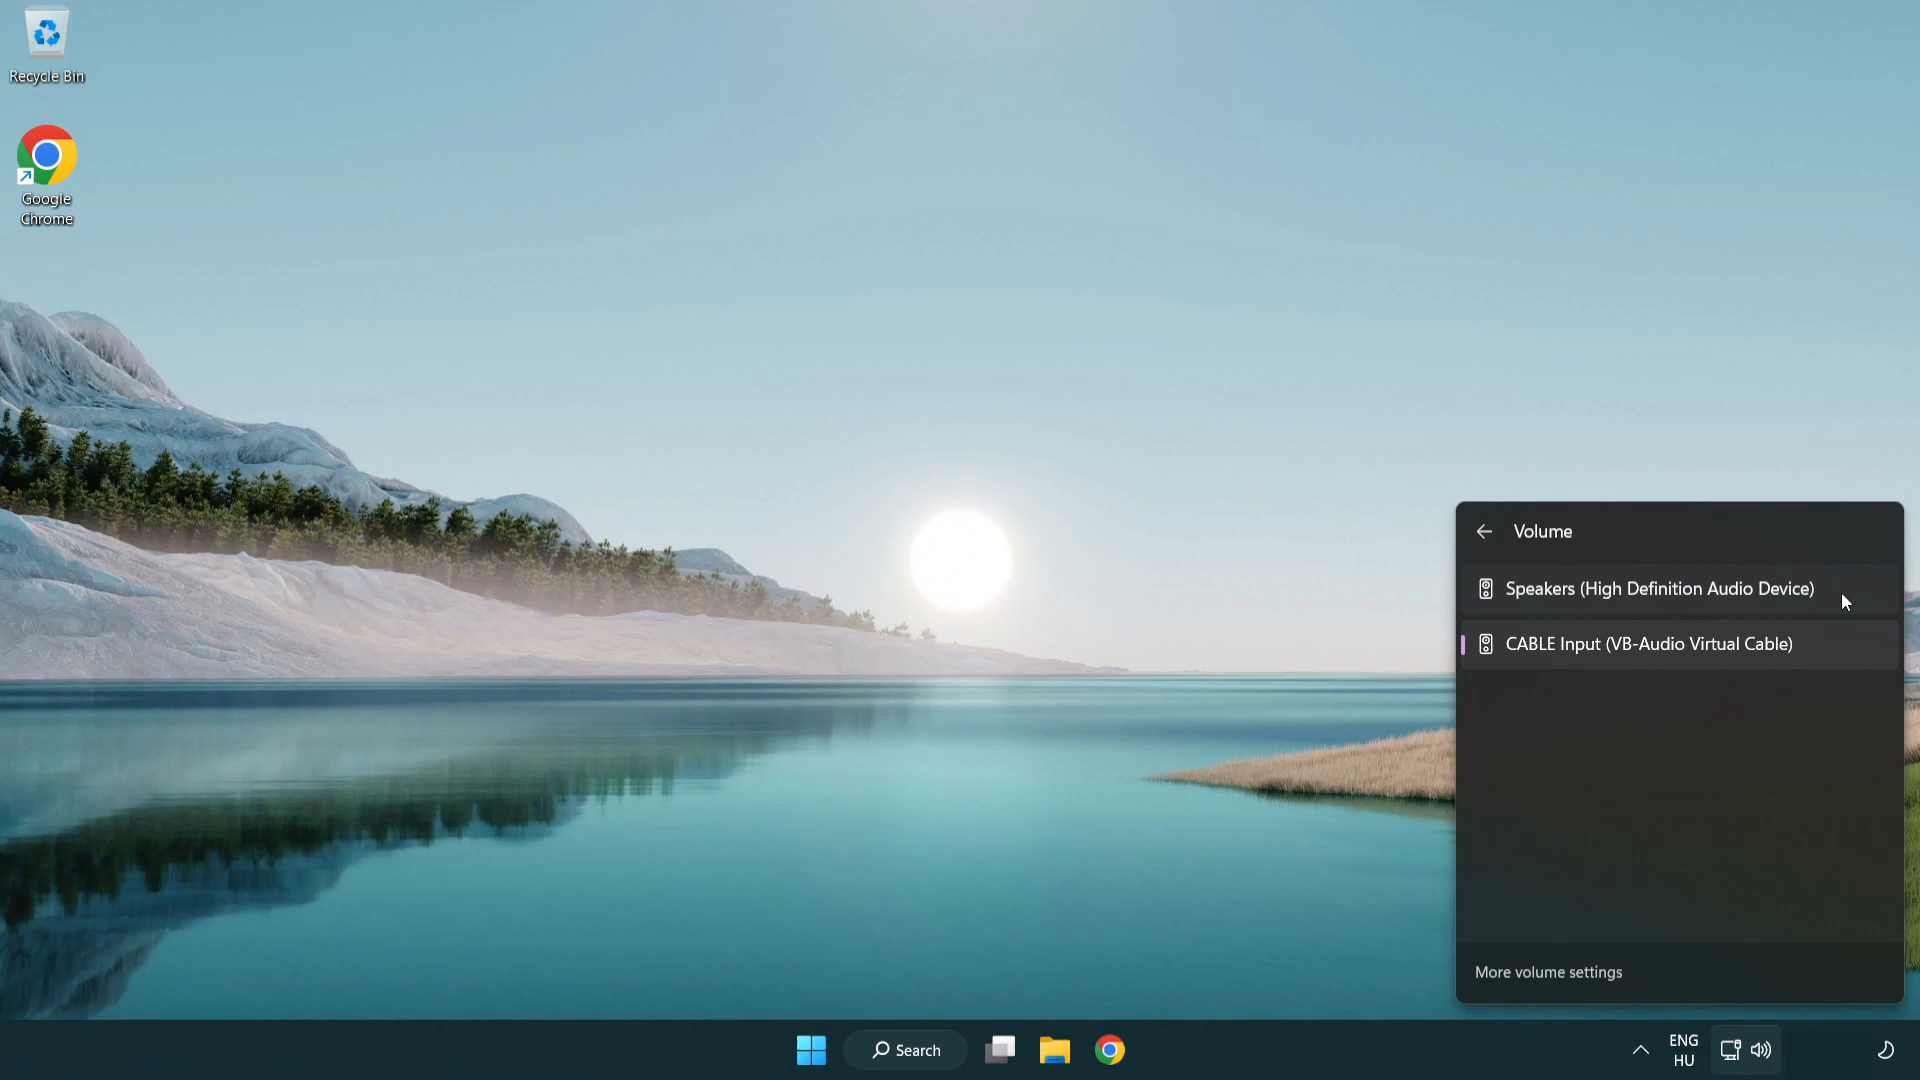 Recycle Bin
Google
Chrome
Volume
Speakers (High Definition Audio Device)
CABLE Input (VB-Audio Virtual Cable)
More volume settings
Search
ENG
HU